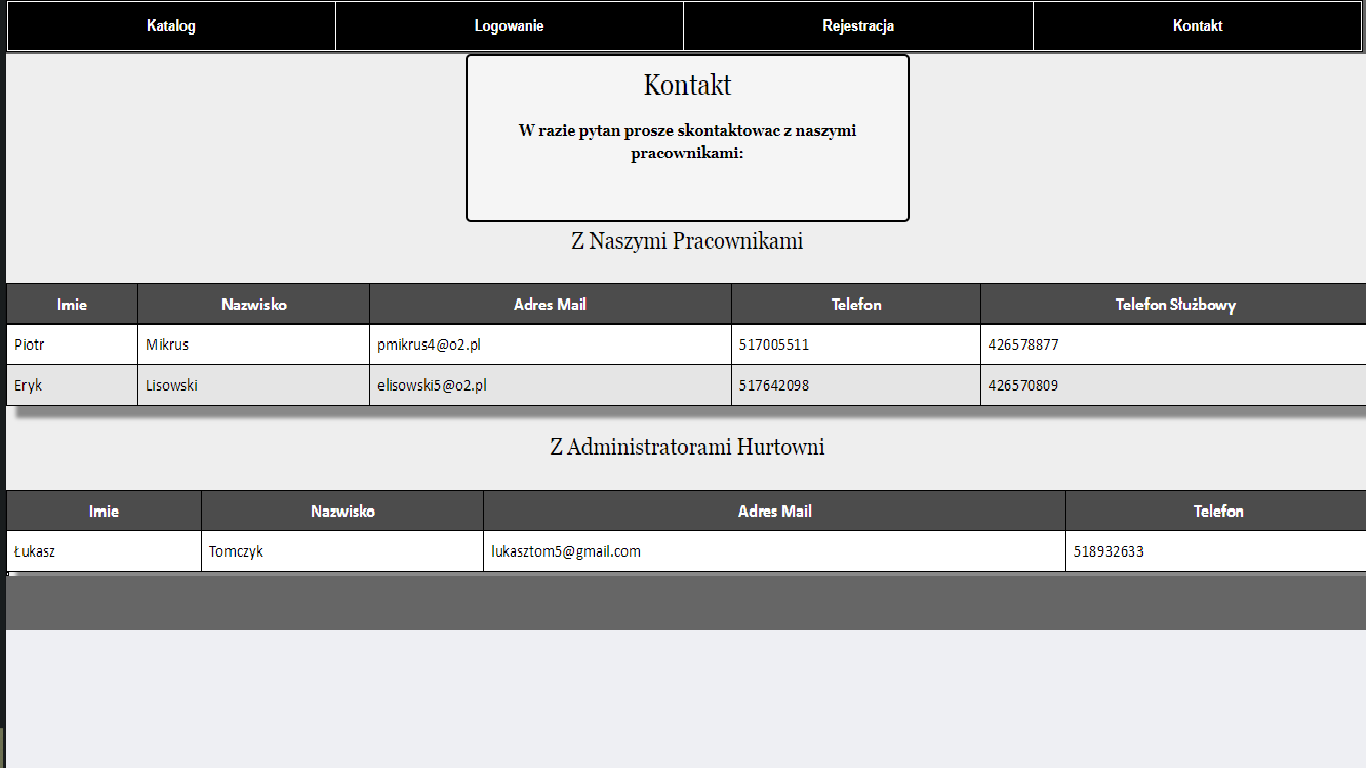 Katalog Logowanie Rejestracja Kontakt
Kontakt
W razie pytan prosze skontaktowac z naszymi
pracownikami:
Z Naszymi Pracownikami
Imie Nazwisko Adres Mail Telefon Telefon Służbowy
Piotr Mikrus pmikrus4@o2.pl 517005511 426578877
Eryk Lisowski elisowski5@o2.pl 517642098 426570809
Z Administratorami Hurtowni
Imie Nazwisko Adres Mail Telefon
Łukasz Tomczyk lukasztom5@gmail.com 518932633